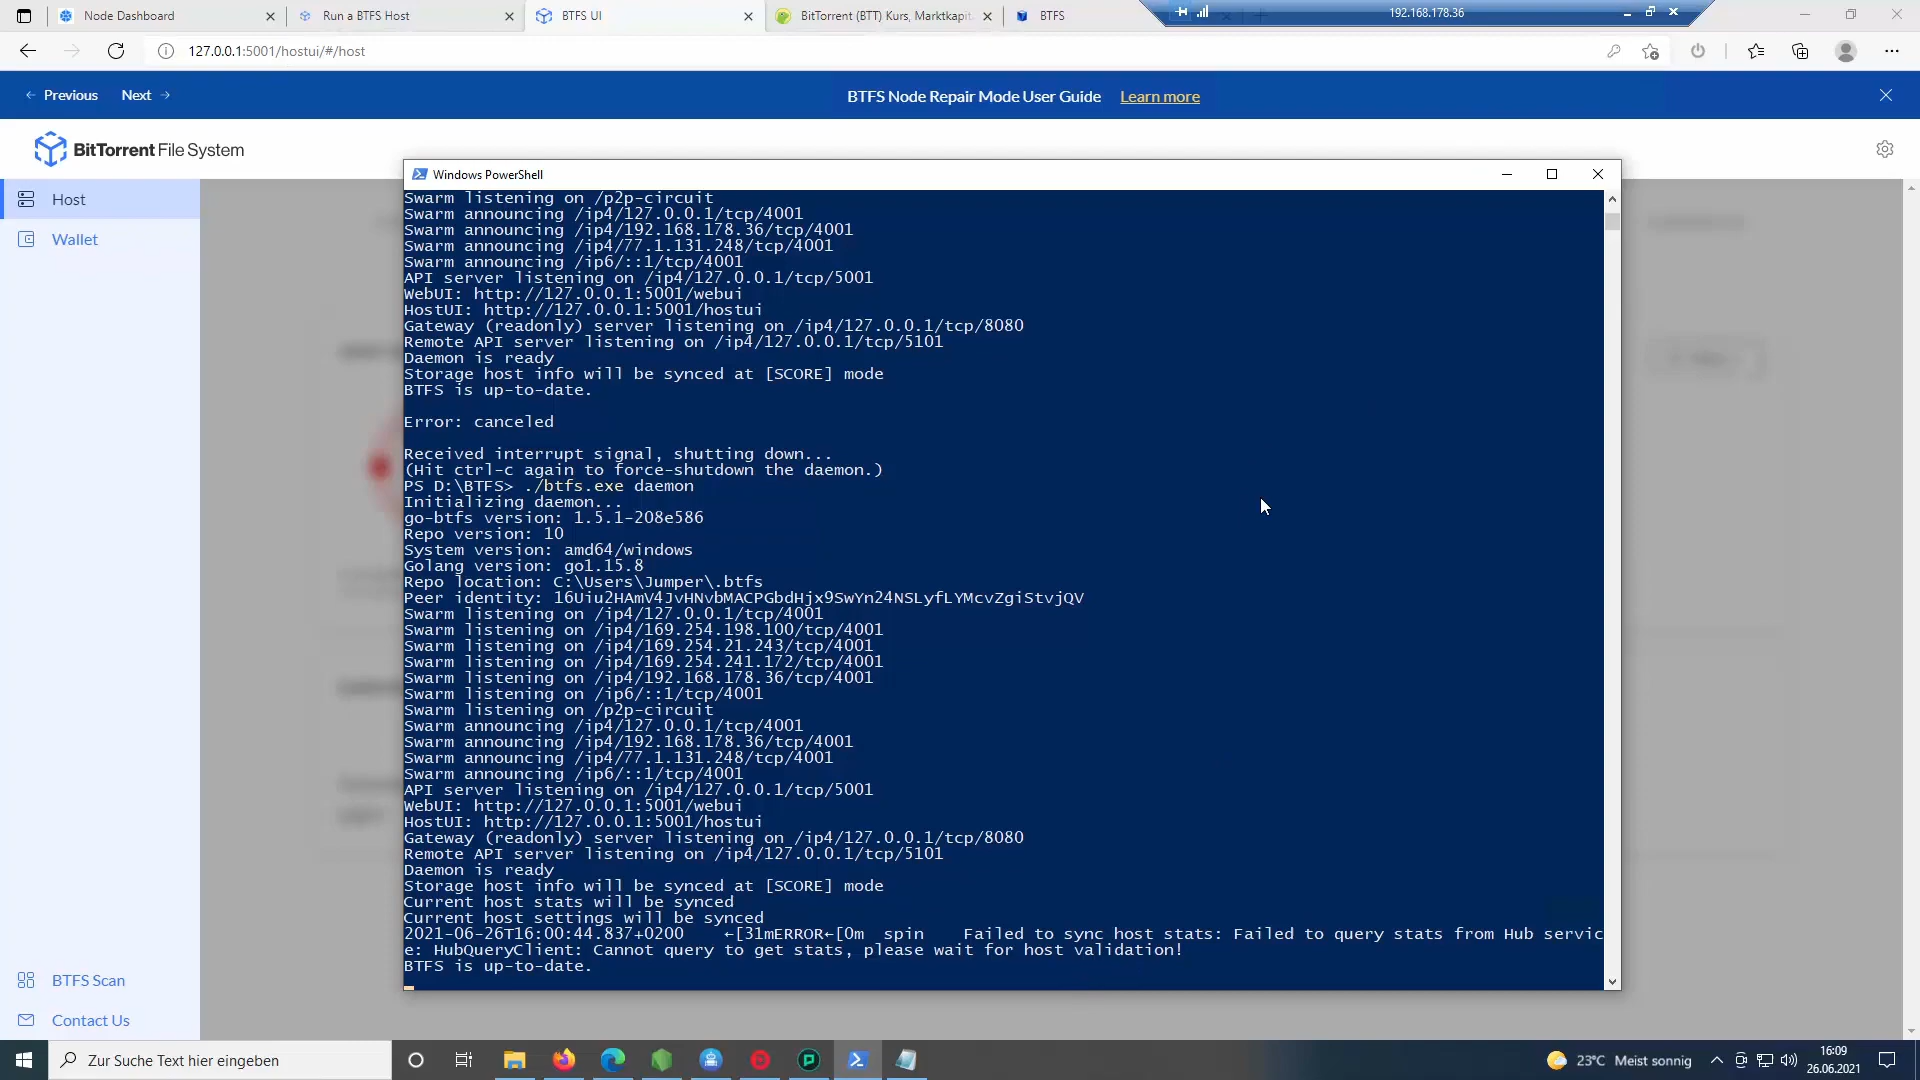 Node Dashboard
Run a BTFS Host
BTFS UI
BitTorrent (BTT) Kurs, Marktkapit
BTFS
192.168.178.36
127.0.0.1:5001/hostui/#/host
← Previous
Next →
BTFS Node Repair Mode User Guide Learn more
BitTorrent File System
Host
Wallet
Windows PowerShell
Swarm listening on /p2p-circuit
Swarm announcing /ip4/127.0.0.1/tcp/4001
Swarm announcing /ip4/192.168.178.36/tcp/4001
Swarm announcing /ip4/77.1.131.248/tcp/4001
Swarm announcing /ip6/::1/tcp/4001
API server listening on /ip4/127.0.0.1/tcp/5001
WebUI: http://127.0.0.1:5001/webui
HostUI: http://127.0.0.1:5001/hostui
Gateway (readonly) server listening on /ip4/127.0.0.1/tcp/8080
Remote API server listening on /ip4/127.0.0.1/tcp/5101
Daemon is ready
Storage host info will be synced at [SCORE] mode
BTFS is up-to-date.
Error: canceled
Received interrupt signal, shutting down...
(Hit ctrl-c again to force-shutdown the daemon.)
PS D:\BTFS> ./btfs.exe daemon
Initializing daemon...
go-btfs version: 1.5.1-208e586
Repo version: 10
System version: amd64/windows
Golang version: go1.15.8
Repo location: C:\Users\Jumper\.btfs
Peer identity: 16Uiu2HAmV4JvHNvbMACPGbdHjx9SwYn24NSLyfLYMcvZgiStvjQV
Swarm listening on /ip4/127.0.0.1/tcp/4001
Swarm listening on /ip4/169.254.198.100/tcp/4001
Swarm listening on /ip4/169.254.21.243/tcp/4001
Swarm listening on /ip4/169.254.241.172/tcp/4001
Swarm listening on /ip4/192.168.178.36/tcp/4001
Swarm listening on /ip6/::1/tcp/4001
Swarm listening on /p2p-circuit
Swarm announcing /ip4/127.0.0.1/tcp/4001
Swarm announcing /ip4/192.168.178.36/tcp/4001
Swarm announcing /ip4/77.1.131.248/tcp/4001
Swarm announcing /ip6/::1/tcp/4001
API server listening on /ip4/127.0.0.1/tcp/5001
WebUI: http://127.0.0.1:5001/webui
HostUI: http://127.0.0.1:5001/hostui
Gateway (readonly) server listening on /ip4/127.0.0.1/tcp/8080
Remote API server listening on /ip4/127.0.0.1/tcp/5101
Daemon is ready
Storage host info will be synced at [SCORE] mode
Current host stats will be synced
Current host settings will be synced
2021-06-26T16:00:44.837+0200 ←[31mERROR←[0m spin Failed to sync host stats: Failed to query stats from Hub servic
e: HubQueryClient: Cannot query to get stats, please wait for host validation!
BTFS is up-to-date.
BTFS Scan
Contact Us
Zur Suche Text hier eingeben
23°C Meist sonnig
16:09
26.06.2021